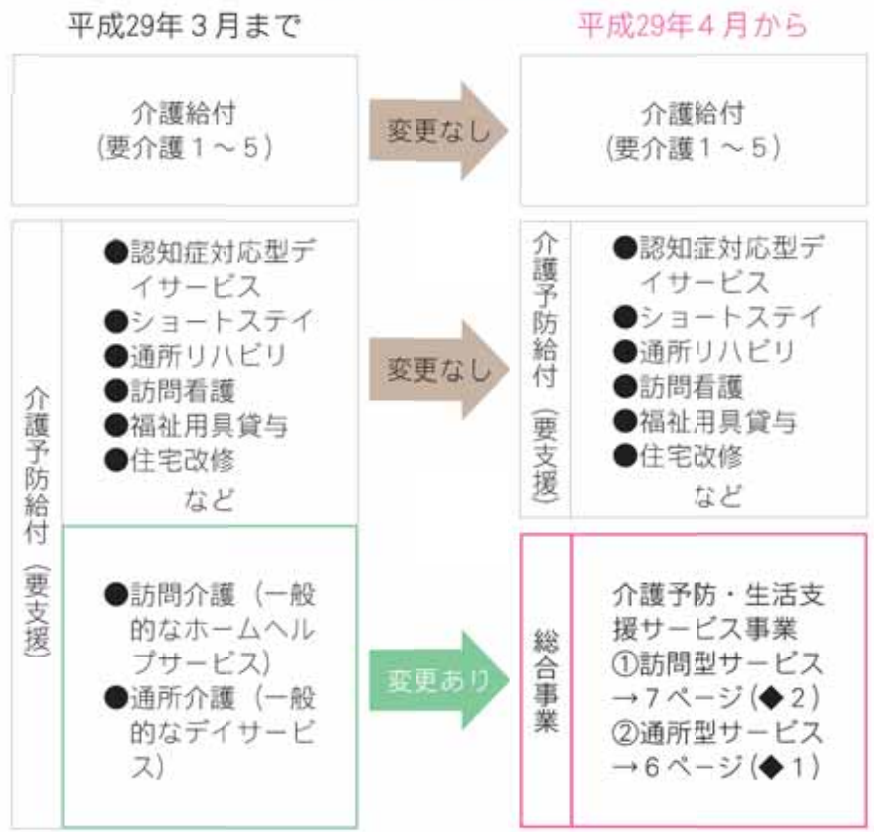 平成29年３月まで
介護給付
(要介護１～５)
介護予防給付（要支援）
●認知症対応型デ
イサービス
●ショートステイ
●通所リハビリ
●訪問看護
●福祉用具貸与
●住宅改修
など
●訪問介護（一般
的なホームヘル
プサービス）
●通所介護（一般
的なデイサービ
ス）
変更なし
変更なし
変更あり
平成29年４月から
介護給付
(要介護１～５)
介護予防給付（要支援）
●認知症対応型デ
イサービス
●ショートステイ
●通所リハビリ
●訪問看護
●福祉用具貸与
●住宅改修
など
総合事業
介護予防・生活支
援サービス事業
①訪問型サービス
→７ページ(◆２)
②通所型サービス
→６ページ(◆１)